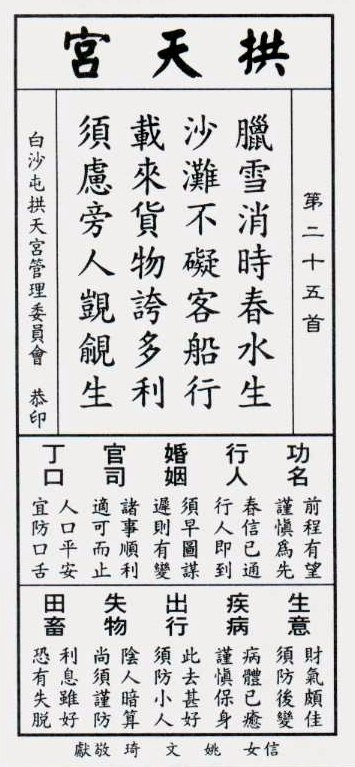 拱天宮
第二十五首
臘雪消時春水生
沙灘不礙客船行
載來貨物誇多利
須慮旁人覬覦生
白沙屯拱天宮管理委員會 恭印
功名
前程有望
謹慎爲先
行人
春信已通
行人即到
婚姻
須早圖謀
遲則有變
官司
諸事順利
適可而止
丁口
人口平安
宜防口舌
生意
財氣頗佳
須防後變
疾病
病體已癒
謹慎保身
出行
此去甚好
須防小人
失物
陰人暗算
尚須謹防
田畜
利息雖好
恐有失脱
信女 姚文琦 敬獻